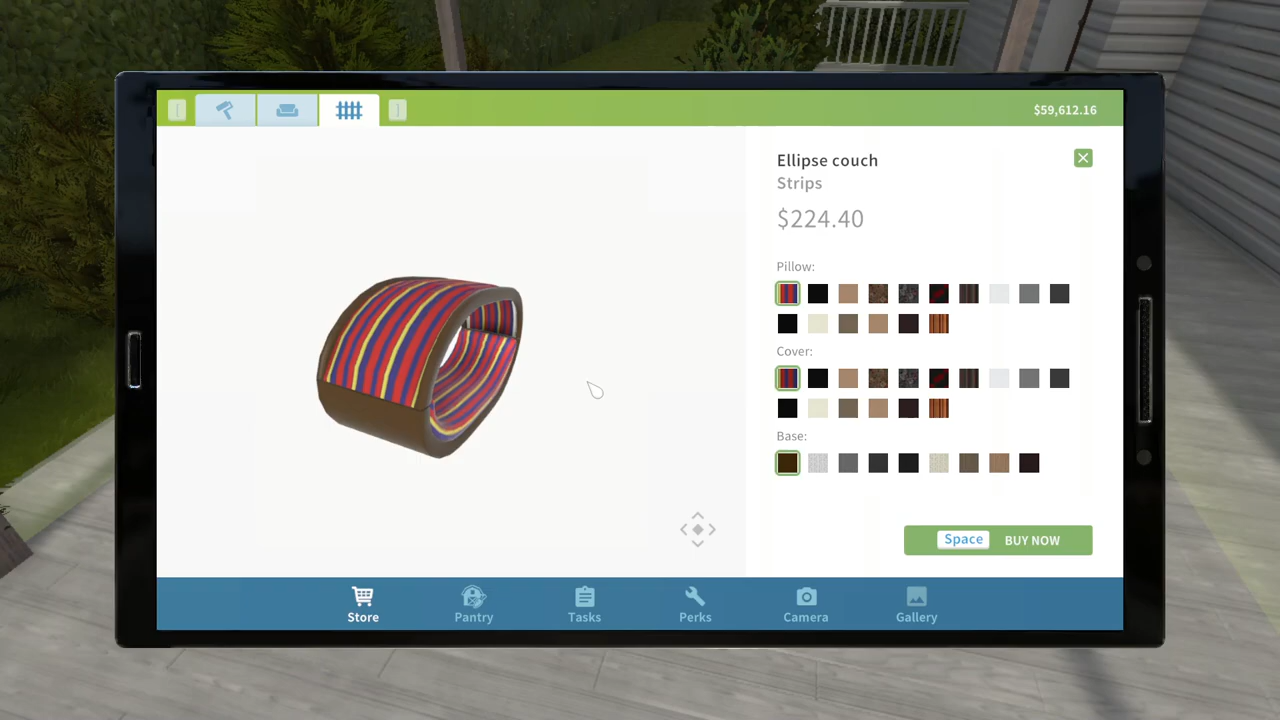 $59,612.16
Ellipse couch
Strips
$224.40
Pillow:
Cover:
Base:
Space BUY NOW
Store
Pantry
Tasks
Perks
Camera
Gallery